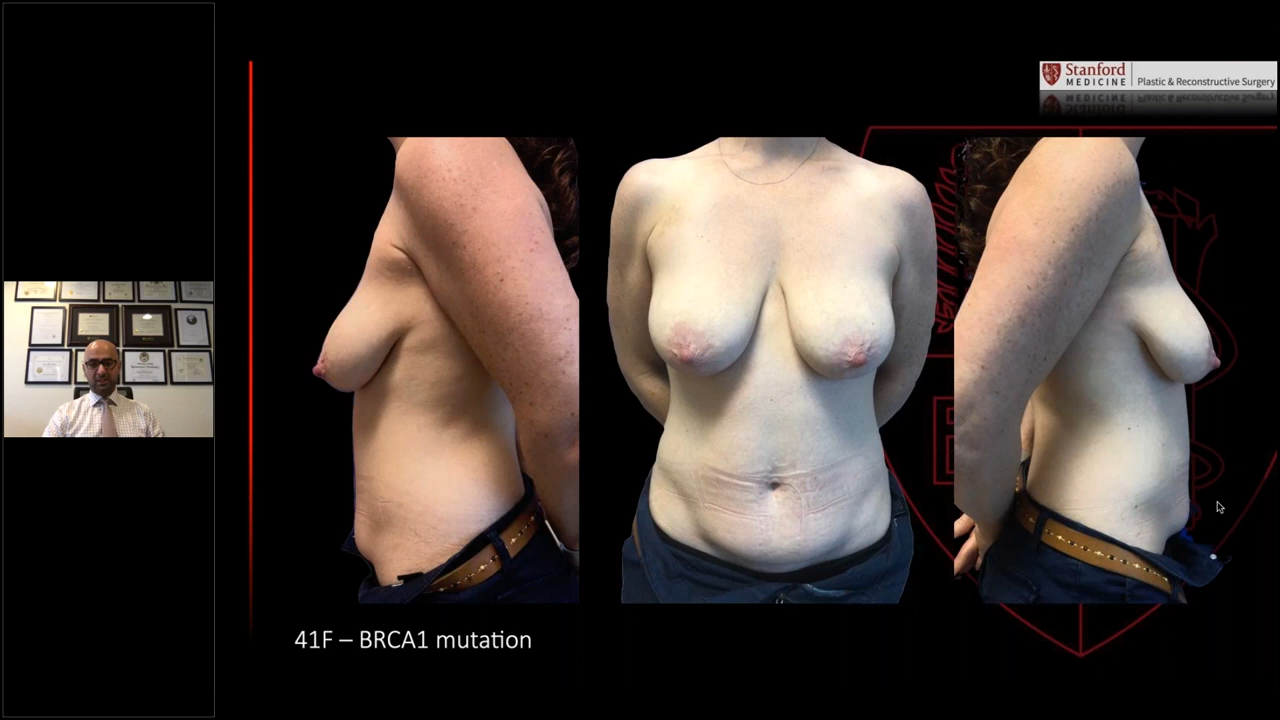 Stanford
MEDICINE
Plastic & Reconstructive Surgery
41F – BRCA1 mutation